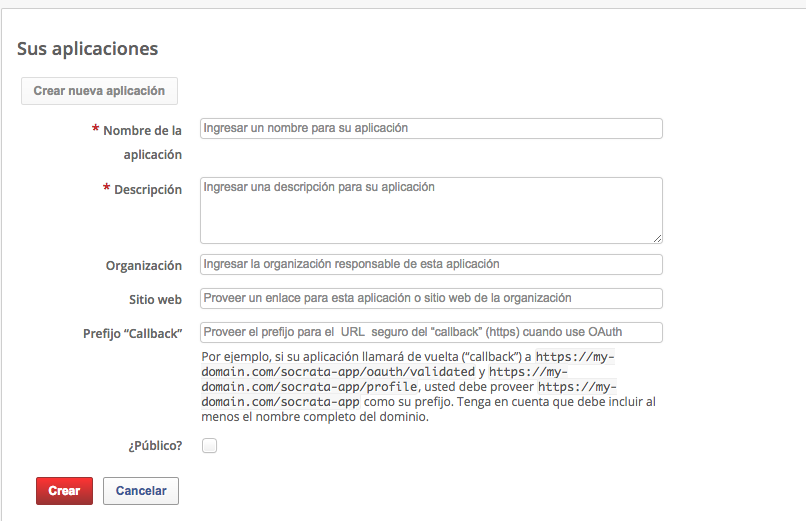 Sus aplicaciones
Crear nueva aplicación
* Nombre de la
aplicación
Ingresar un nombre para su aplicación
* Descripción
Ingresar una descripción para su aplicación
Organización
Ingresar la organización responsable de esta aplicación
Sitio web
Proveer un enlace para esta aplicación o sitio web de la organización
Prefijo “Callback”
Proveer el prefijo para el  URL  seguro del “callback” (https) cuando use OAuth
Por ejemplo, si su aplicación llamará de vuelta (“callback”) a https://my-
domain.com/socrata-app/oauth/validated y https://my-
domain.com/socrata-app/profile, usted debe proveer https://my-
domain.com/socrata-app como su prefijo. Tenga en cuenta que debe incluir al
menos el nombre completo del dominio.
¿Público?
Crear
Cancelar